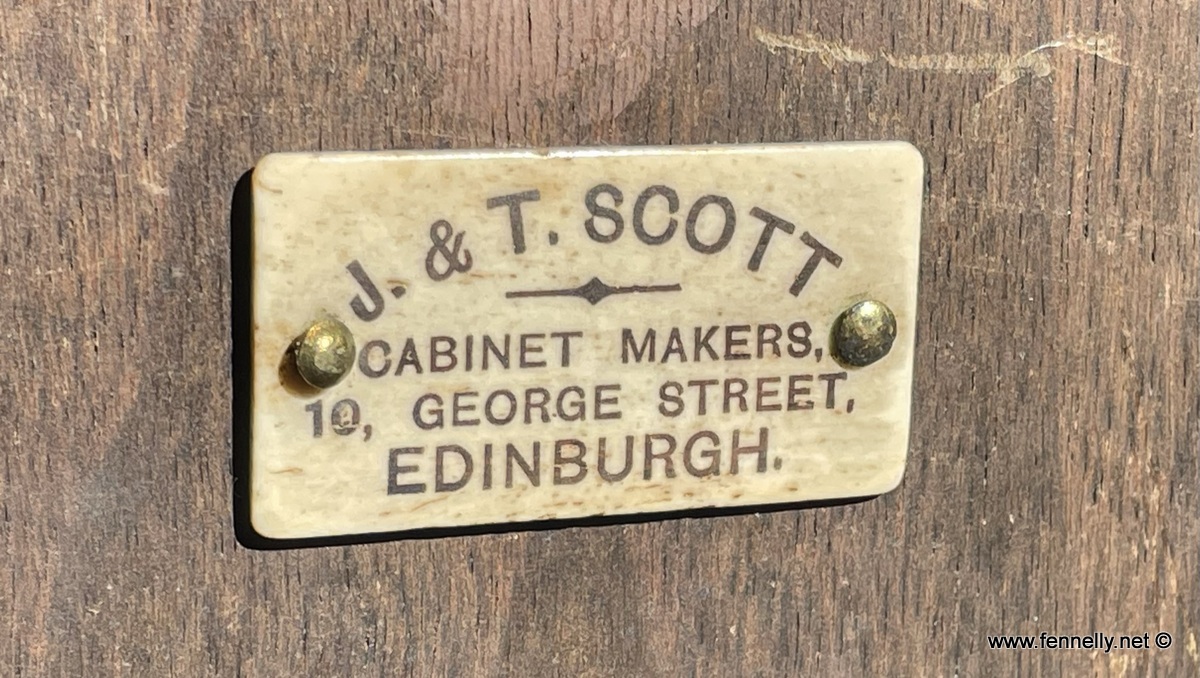 J. & T. SCOTT
CABINET MAKERS,
10, GEORGE STREET,
EDINBURGH.
www.fennelly.net ©